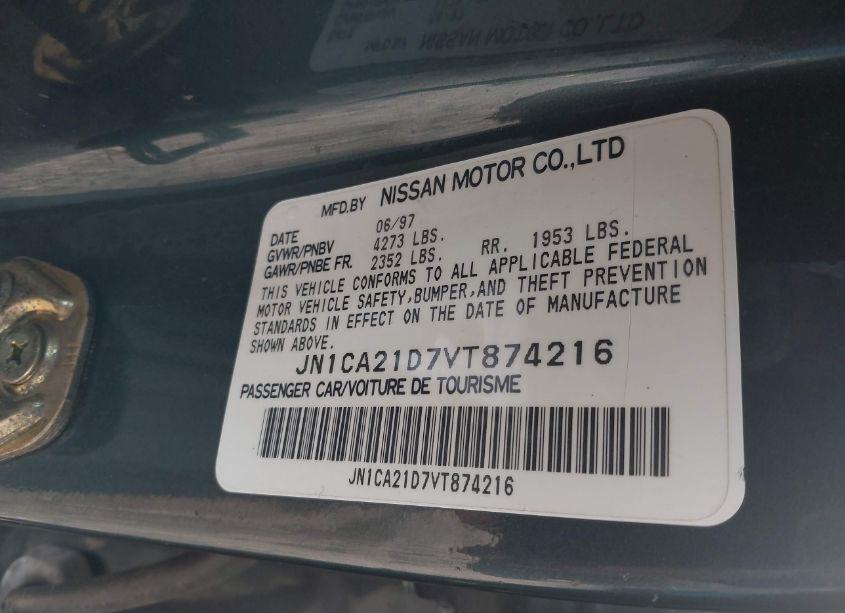 MFD.BY NISSAN MOTOR CO.,LTD
DATE 06/97
GVWR/PNBV 4273 LBS.
GAWR/PNBE FR. 2352 LBS. RR. 1953 LBS.
THIS VEHICLE CONFORMS TO ALL APPLICABLE FEDERAL
MOTOR VEHICLE SAFETY,BUMPER,AND THEFT PREVENTION
STANDARDS IN EFFECT ON THE DATE OF MANUFACTURE
SHOWN ABOVE.
JN1CA21D7VT874216
PASSENGER CAR/VOITURE DE TOURISME
JN1CA21D7VT874216